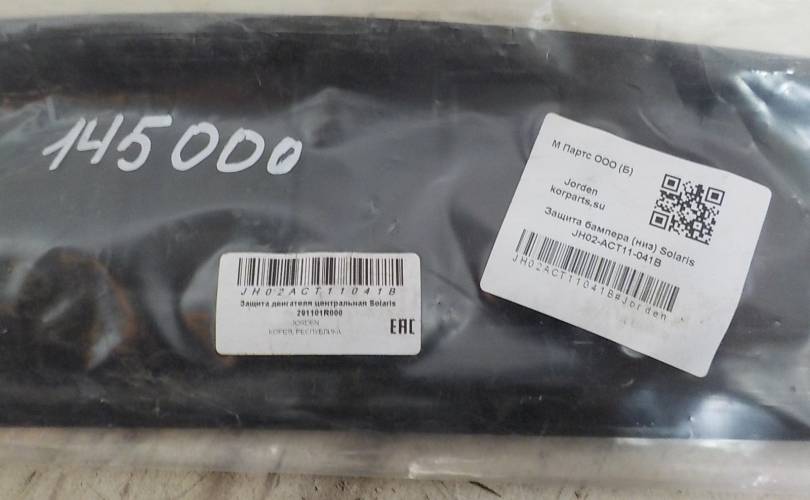 145000
М Партс ООО (Б)
Jorden
korparts,su
Защита бампера (низ) Solaris
JH02-ACT11-041B
JH02ACT11041B#Jorden
JH02ACT11041B
Защита двигателя центральная Solaris
291101R000
JORDEN
КОРЕЯ, РЕСПУБЛИКА
EAC